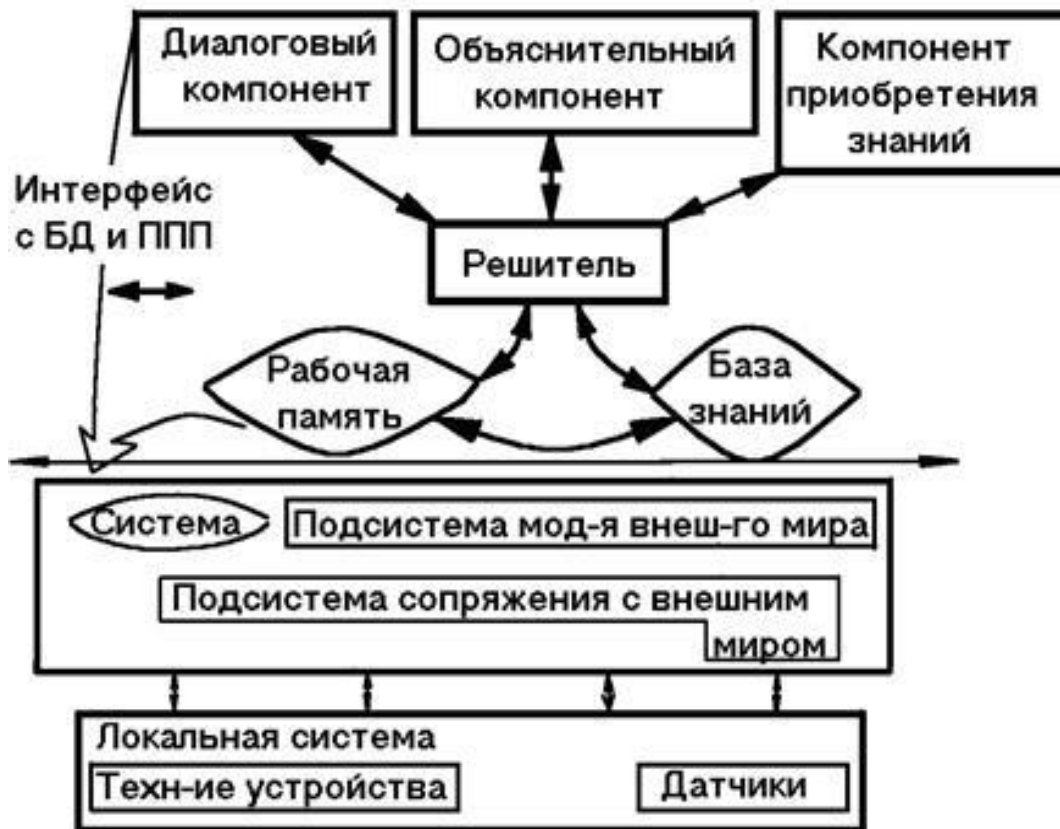 Диалоговый
компонент
Объяснительный
компонент
Компонент
приобретения
знаний
Интерфейс
с БД и ППП
Решитель
Рабочая
память
База
знаний
Система
Подсистема мод-я внеш-го мира
Подсистема сопряжения с внешним
миром
Локальная система
Техн-ие устройства
Датчики